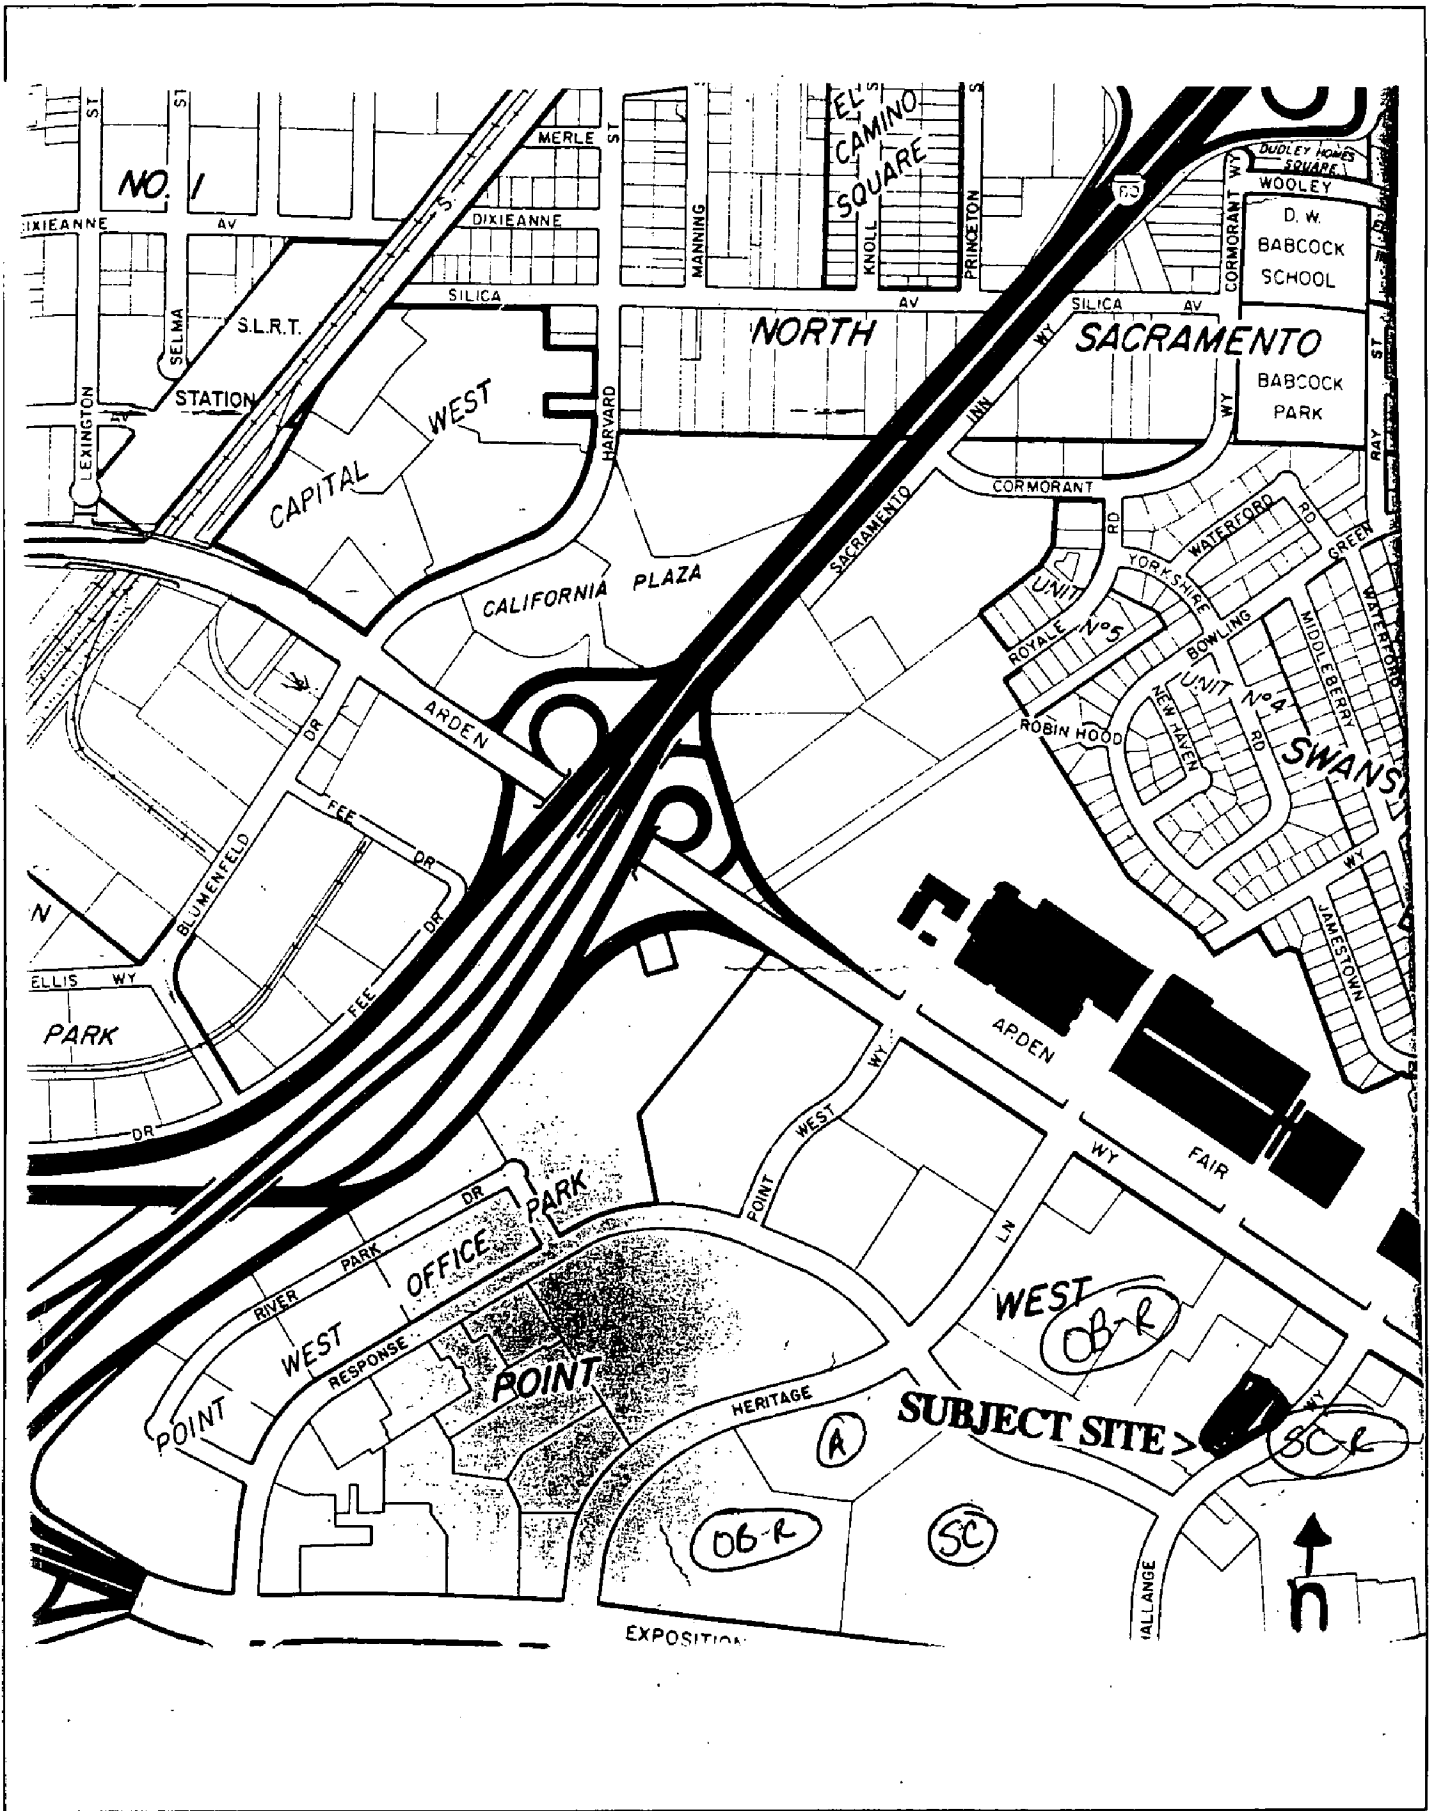 ST
ST
MERLE
ST
S
EL
CAMINO
SQUARE
S
S
DUDLEY HOMES
SQUARE
WOOLEY
80
NO. 1
IXIEANNE
AV
ST
DIXIEANNE
MANNING
KNOLL
PRINCETON
CORMORANT WY
D. W.
BABCOCK
SCHOOL
SILICA
AV
SILICA
AV
S.L.R.T.
STATION
SELMA
LEXINGTON
AV
NORTH
WY
SACRAMENTO
BABCOCK
PARK
ST
RAY
WY
INN
WEST
CAPITAL
HARVARD
CORMORANT
SACRAMENTO
RD
WATERFORD
RD
GREEN
WATERFORD
CALIFORNIA PLAZA
UNIT
Nº5
YORKSHIRE
ROYALE
BOWLING
MIDDLEBERRY
UNIT Nº4
NEW HAVEN
RD
ROBIN HOOD
SWANS
ARDEN
DR
FEE
DR
BLUMENFELD
DR
FEE
WY
JAMESTOWN
N
ELLIS WY
PARK
DR
ARDEN
FAIR
WY
WY
WEST
POINT
LN
DR
PARK
PARK
OFFICE
RIVER
WEST
RESPONSE
POINT
POINT
WEST
OB-R
HERITAGE
SUBJECT SITE >
WY
SC-R
A
OB-R
SC
ALLANGE
n
EXPOSITION